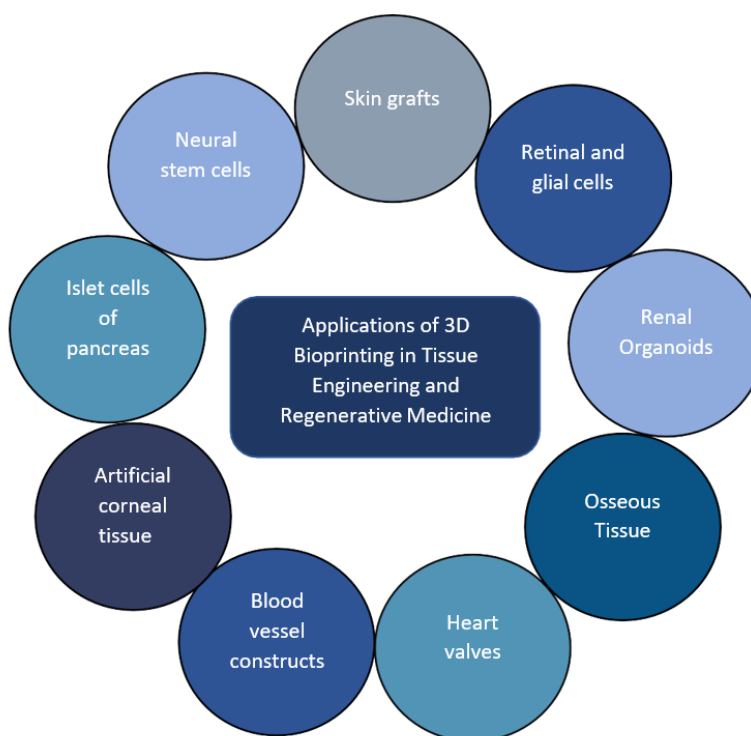 Skin grafts
Retinal and
glial cells
Renal
Organoids
Osseous
Tissue
Heart
valves
Blood
vessel
constructs
Artificial
corneal
tissue
Islet cells
of
pancreas
Neural
stem cells
Applications of 3D
Bioprinting in Tissue
Engineering and
Regenerative Medicine